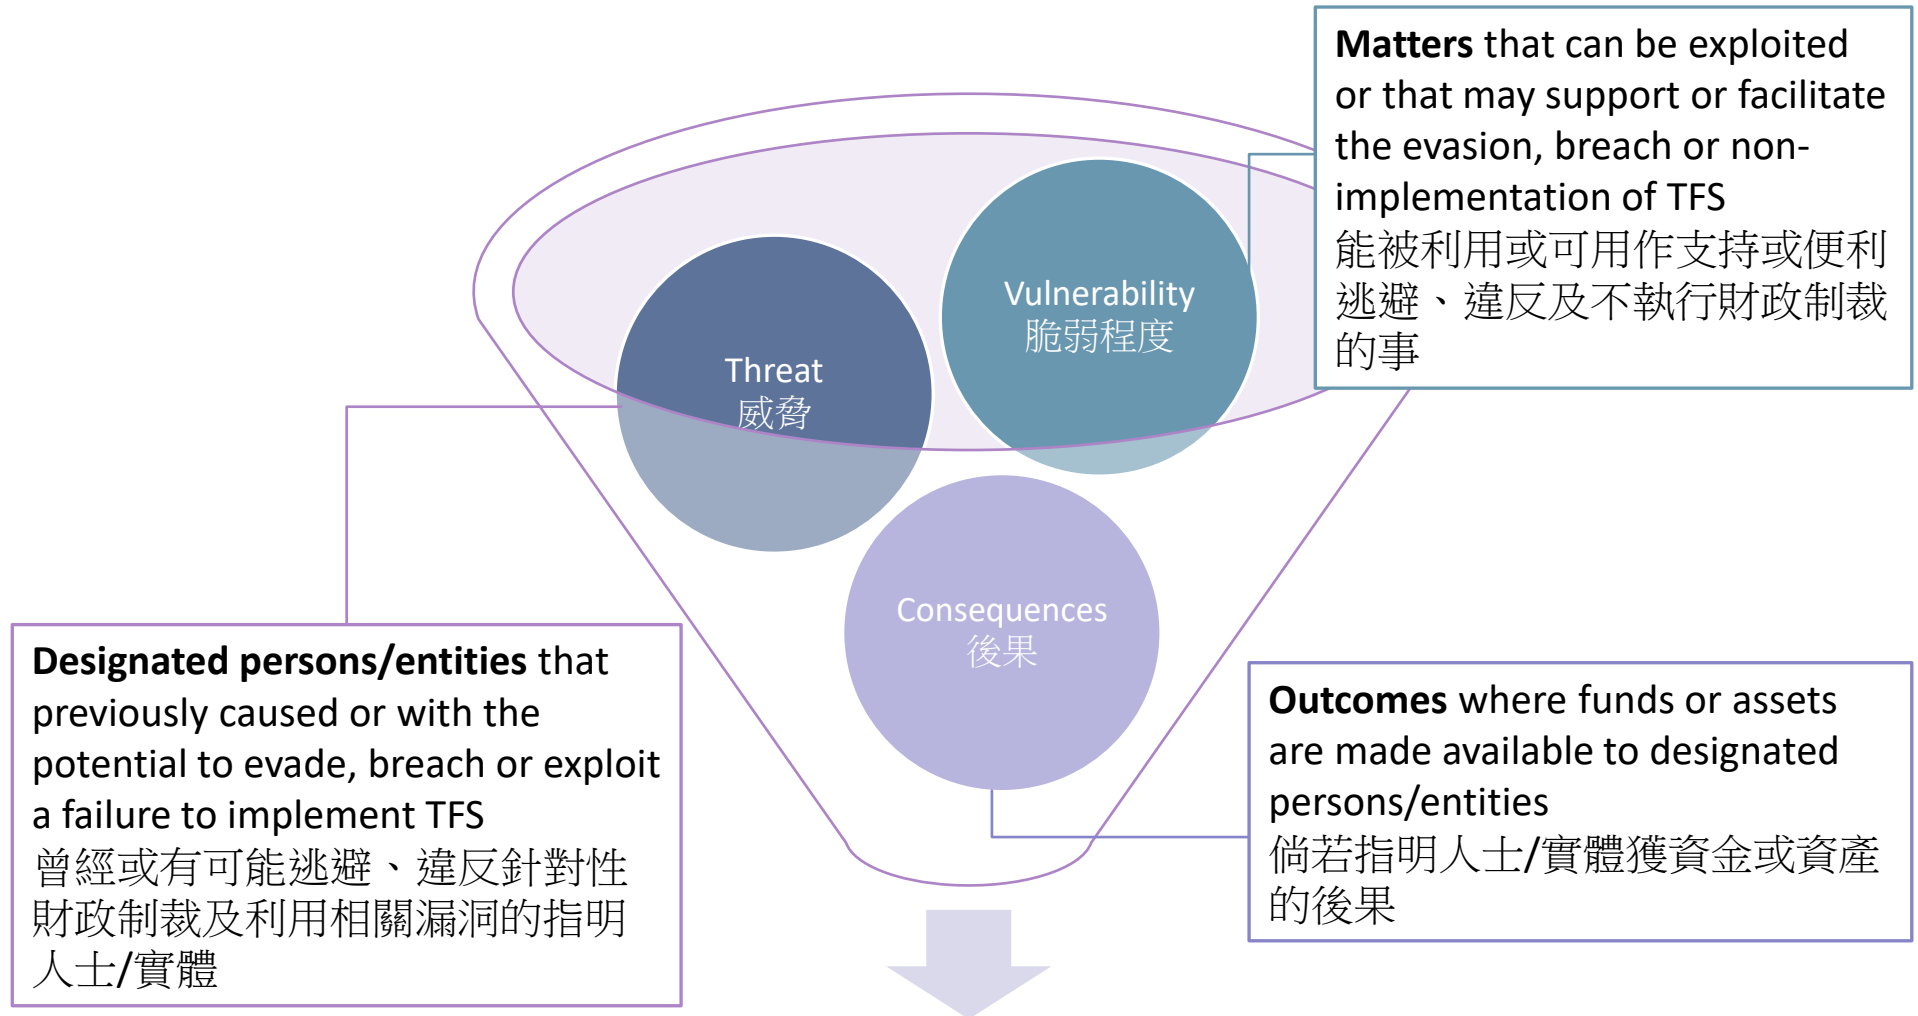 Matters that can be exploited
or that may support or facilitate
the evasion, breach or non-
implementation of TFS
能被利用或可用作支持或便利
逃避、違反及不執行財政制裁
的事
Vulnerability
脆弱程度
Threat
威脅
Consequences
後果
Designated persons/entities that
previously caused or with the
potential to evade, breach or exploit
a failure to implement TFS
曾經或有可能逃避、違反針對性
財政制裁及利用相關漏洞的指明
人士/實體
Outcomes where funds or assets
are made available to designated
persons/entities
倘若指明人士/實體獲資金或資產
的後果